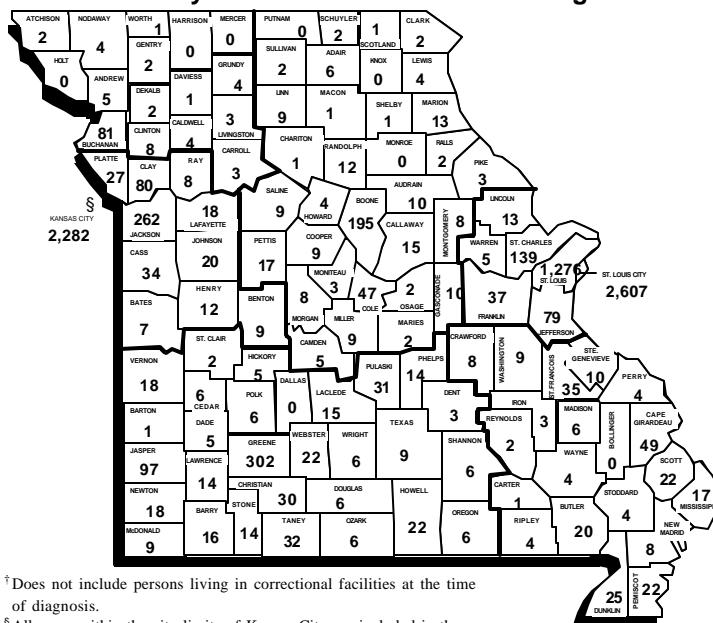 ATCHISON
2
NODAWAY
4
WORTH
1
HARRISON
0
MERCER
0
PUTNAM
0
SCHUYLER
2
1
SCOTLAND
CLARK
2
HOLT
0
ANDREW
5
GENTRY
2
DEKALB
2
DAVIESS
1
GRUNDY
4
SULLIVAN
2
ADAIR
6
KNOX
0
LEWIS
4
81
BUCHANAN
CLINTON
8
CALDWELL
4
3
LIVINGSTON
LINN
9
MACON
1
SHELBY
1
MARION
13
PLATTE
27
CLAY
80
RAY
8
CARROLL
3
CHARITON
1
RANDOLPH
12
MONROE
0
RALLS
2
PIKE
3
§
KANSAS CITY
2,282
262
JACKSON
18
LAFAYETTE
SALINE
9
4
HOWARD
BOONE
195
AUDRAIN
10
CALLAWAY
15
MONTGOMERY
8
LINCOLN
13
WARREN
5
ST. CHARLES
139
1,276
ST. LOUIS
ST. LOUIS CITY
2,607
CASS
34
JOHNSON
20
PETTIS
17
COOPER
9
MONITEAU
3
47
COLE
2
OSAGE
GASCONADE
10
37
FRANKLIN
79
JEFFERSON
BATES
7
HENRY
12
BENTON
9
8
MORGAN
MILLER
9
MARIES
2
CAMDEN
5
PULASKI
31
PHELPS
14
CRAWFORD
8
WASHINGTON
9
ST.FRANCOIS
35
STE.
GENEVIEVE
10
PERRY
4
VERNON
18
ST. CLAIR
2
HICKORY
5
6
CEDAR
POLK
6
DALLAS
0
LACLEDE
15
TEXAS
9
DENT
3
IRON
3
REYNOLDS
2
MADISON
6
BOLLINGER
0
CAPE
GIRARDEAU
49
BARTON
1
DADE
5
GREENE
302
WEBSTER
22
WRIGHT
6
SHANNON
6
WAYNE
4
SCOTT
22
17
MISSISSIPPI
JASPER
97
LAWRENCE
14
CHRISTIAN
30
DOUGLAS
6
HOWELL
22
CARTER
1
BUTLER
20
STODDARD
4
NEW
MADRID
8
NEWTON
18
McDONALD
9
BARRY
16
STONE
14
TANEY
32
OZARK
6
OREGON
6
RIPLEY
4
25
DUNKLIN
PEMISCOT
22
† Does not include persons living in correctional facilities at the time
of diagnosis.